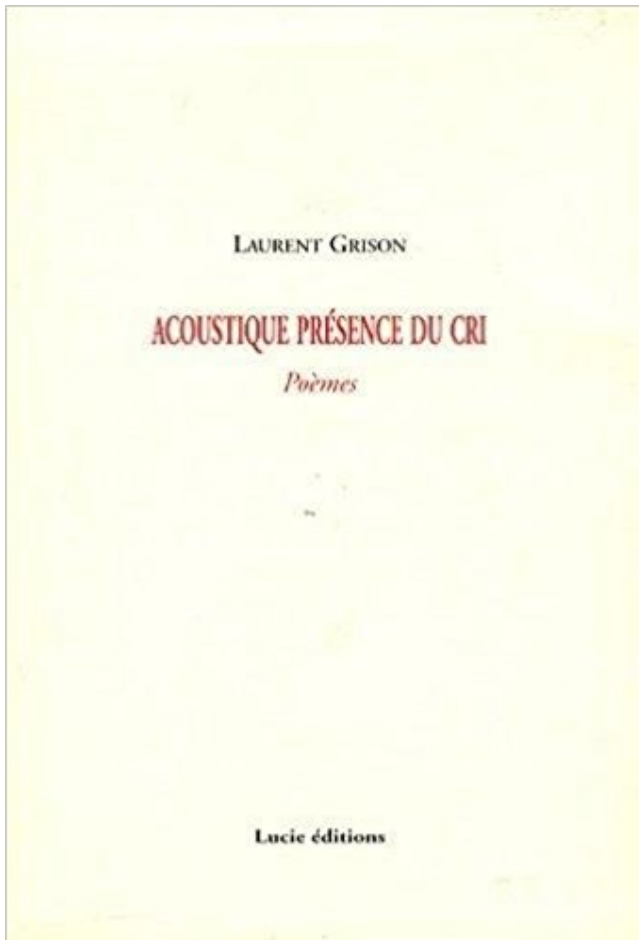 Laurent Grison
ACOUSTIQUE PRÉSENCE DU CRI
Poèmes
Lucie éditions